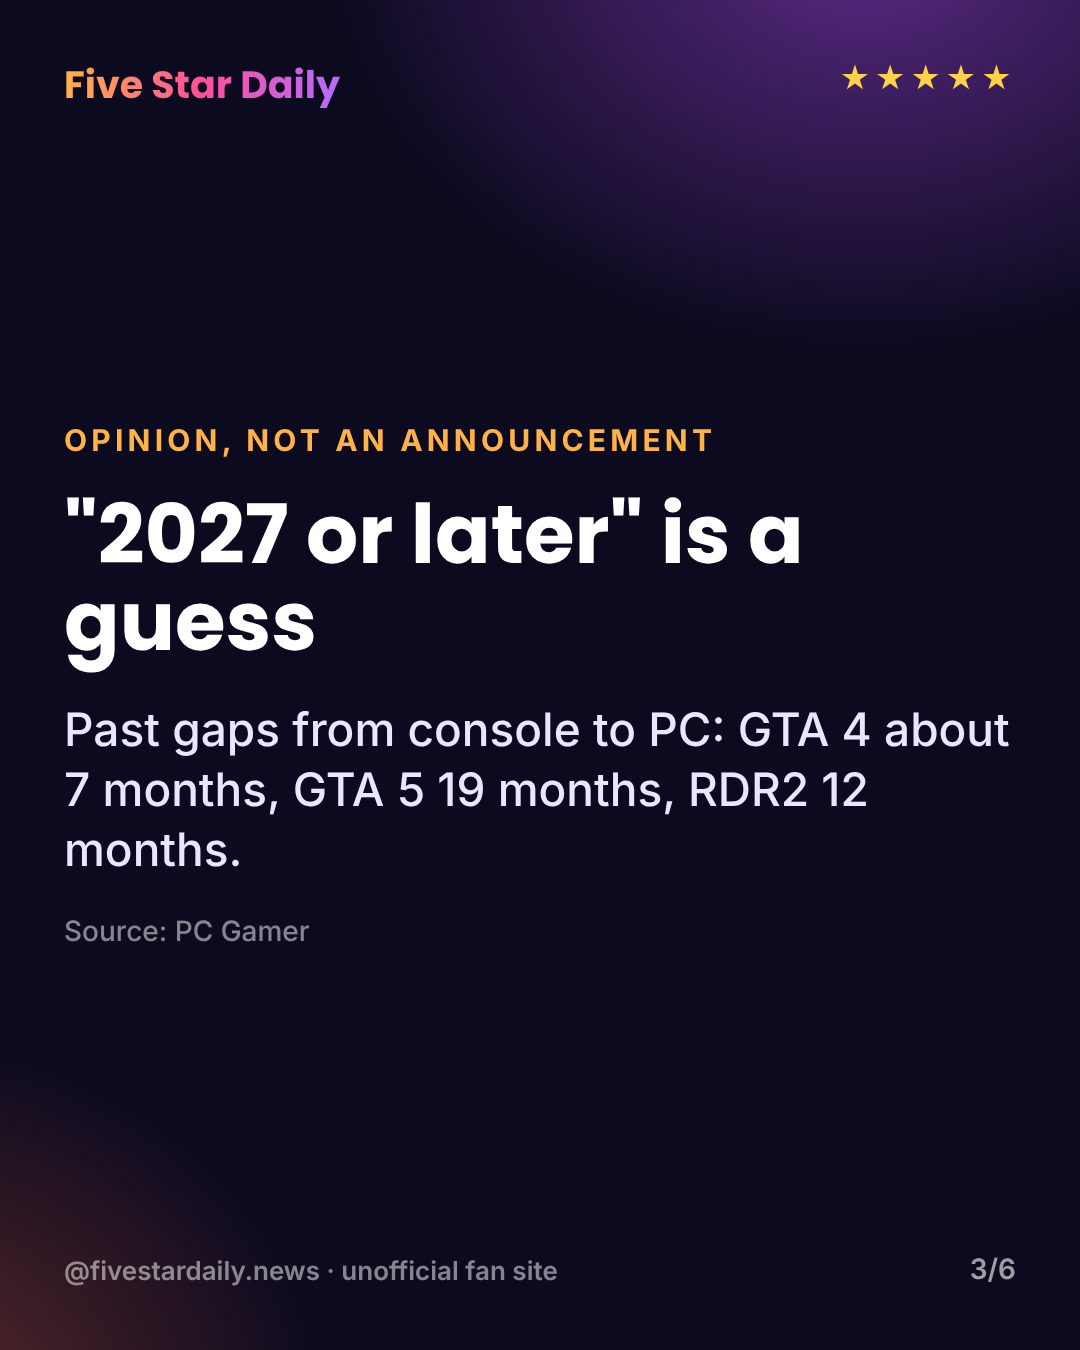 Five Star Daily
★★★★★
OPINION, NOT AN ANNOUNCEMENT
"2027 or later" is a
guess
Past gaps from console to PC: GTA 4 about
7 months, GTA 5 19 months, RDR2 12
months.
Source: PC Gamer
@fivestardaily.news · unofficial fan site
3/6